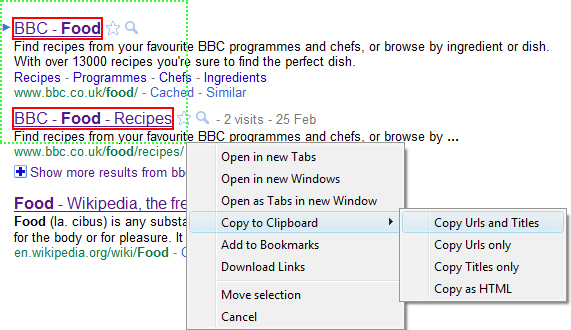 BBC - Food
Find recipes from your favourite BBC programmes and chefs, or browse by ingredient or dish.
With over 13000 recipes you're sure to find the perfect dish.
Recipes - Programmes - Chefs - Ingredients
www.bbc.co.uk/food/ - Cached - Similar
BBC - Food - Recipes - 2 visits - 25 Feb
Find recipes from your favourite BBC programmes and chefs, or browse by ...
www.bbc.co.uk/food/recipes/
Show more results from bb
Food - Wikipedia, the fre
Food (la. cibus) is any substa
for the body or for pleasure. It
en.wikipedia.org/wiki/Food - C
Open in new Tabs
Open in new Windows
Open as Tabs in new Window
Copy to Clipboard
Add to Bookmarks
Download Links
Move selection
Cancel
Copy Urls and Titles
Copy Urls only
Copy Titles only
Copy as HTML